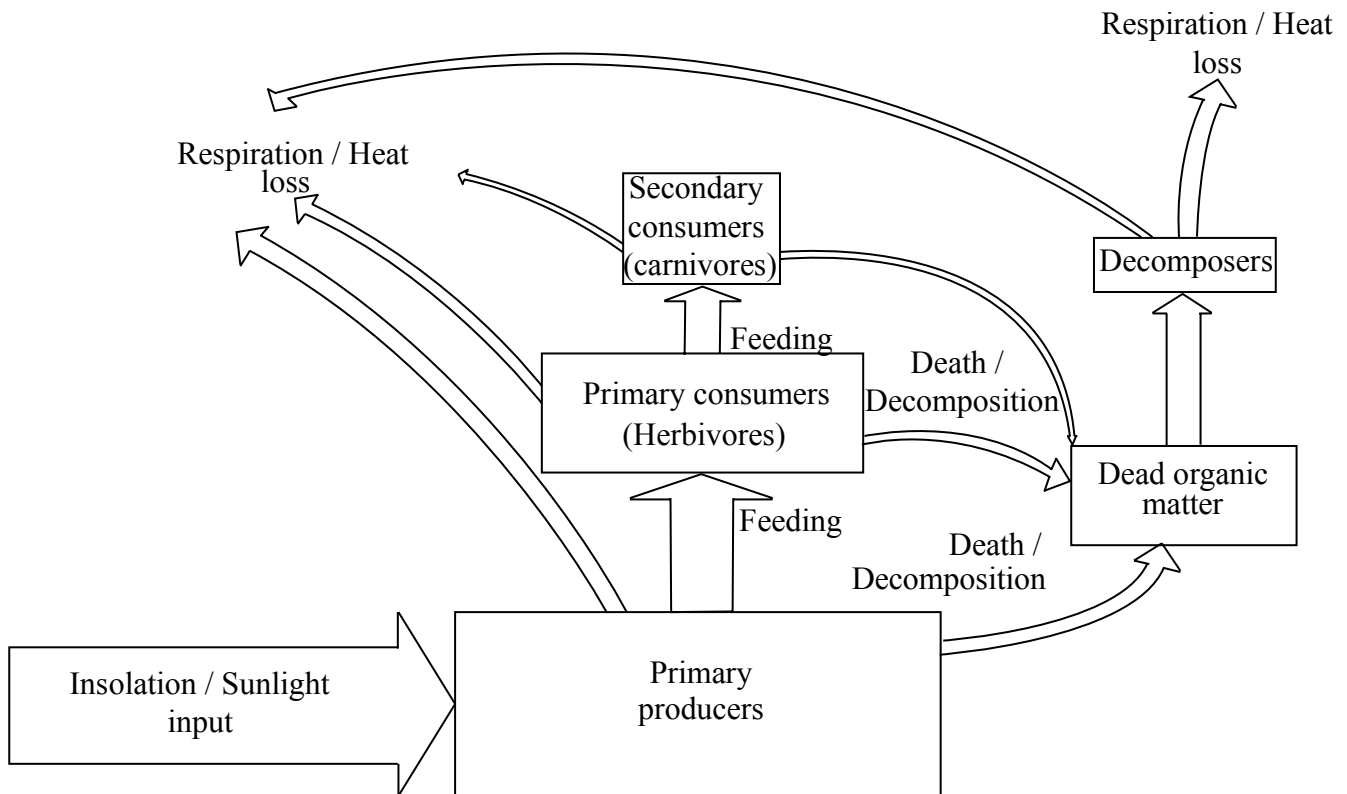 Respiration / Heat
loss
Respiration / Heat
loss
Secondary
consumers
(carnivores)
Decomposers
Feeding
Death /
Decomposition
Primary consumers
(Herbivores)
Dead organic
matter
Feeding
Death /
Decomposition
Insolation / Sunlight
input
Primary
producers